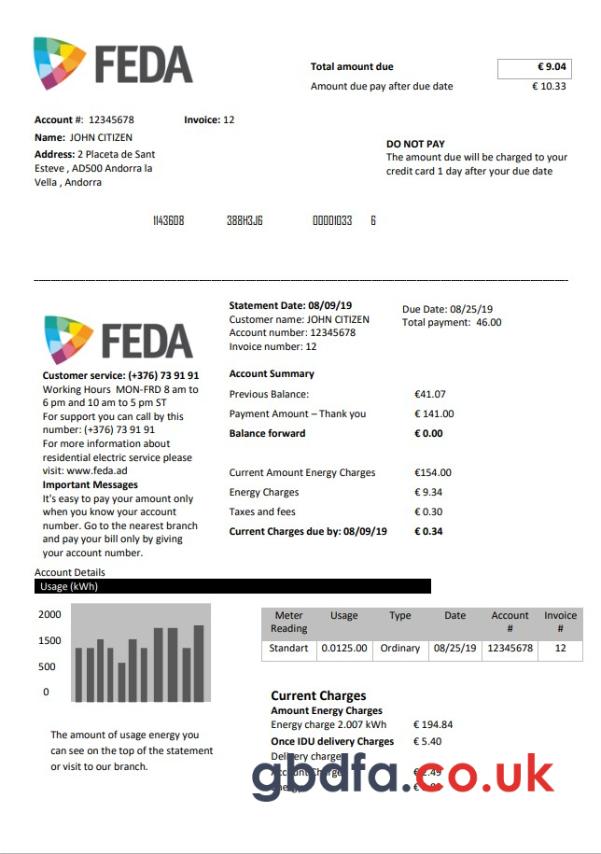 FEDA
Total amount due € 9.04
Amount due pay after due date € 10.33
Account #: 12345678 Invoice: 12
Name: JOHN CITIZEN
Address: 2 Placeta de Sant
Esteve , AD500 Andorra la
Vella , Andorra
DO NOT PAY
The amount due will be charged to your
credit card 1 day after your due date
1143608 388H3J6 00001033 6
FEDA
Customer service: (+376) 73 91 91
Working Hours MON-FRD 8 am to
6 pm and 10 am to 5 pm ST
For support you can call by this
number: (+376) 73 91 91
For more information about
residential electric service please
visit: www.feda.ad
Important Messages
It's easy to pay your amount only
when you know your account
number. Go to the nearest branch
and pay your bill only by giving
your account number.
Statement Date: 08/09/19
Customer name: JOHN CITIZEN
Account number: 12345678
Invoice number: 12
Due Date: 08/25/19
Total payment: 46.00
Account Summary
Previous Balance: €41.07
Payment Amount – Thank you € 141.00
Balance forward € 0.00
Current Amount Energy Charges €154.00
Energy Charges € 9.34
Taxes and fees € 0.30
Current Charges due by: 08/09/19 € 0.34
Account Details
Usage (kWh)
2000
1500
500
0
The amount of usage energy you
can see on the top of the statement
or visit to our branch.
Meter Reading Usage Type Date Account # Invoice #
Standart 0.0125.00 Ordinary 08/25/19 12345678 12
Current Charges
Amount Energy Charges
Energy charge 2.007 kWh € 194.84
Once IDU delivery Charges € 5.40
Delivery charge
gbdfa.co.uk